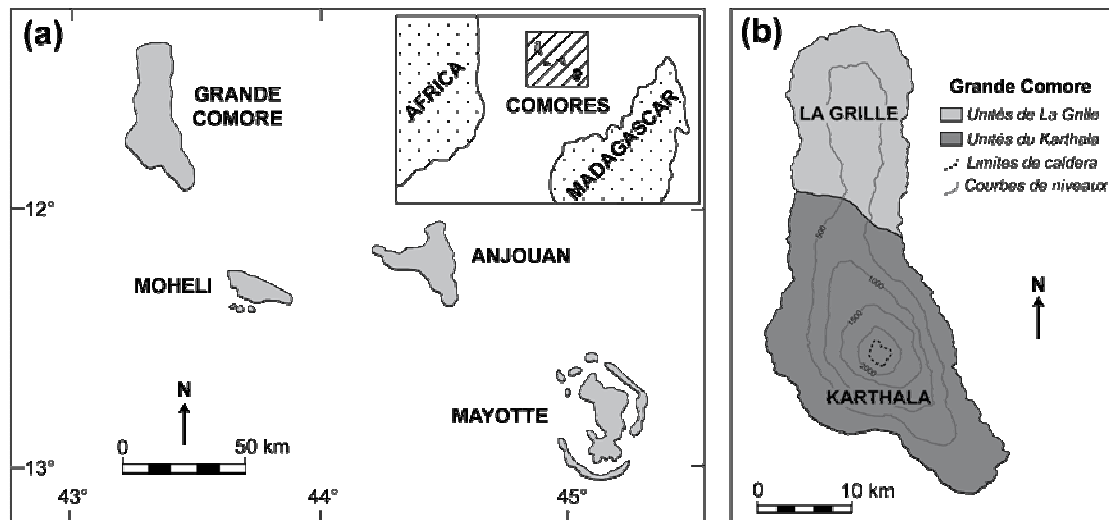 (a)
GRANDE
COMORE
AFRICA
COMORES
MADAGASCAR
12°
ANJOUAN
MOHELI
N
MAYOTTE
0 50 km
13°
43° 44° 45°
(b)
LA GRILLE
Grande Comore
Unités de La Grille
Unités du Karthala
Limites de caldera
Courbes de niveaux
500
1000
1500
2000
N
KARTHALA
0 10 km